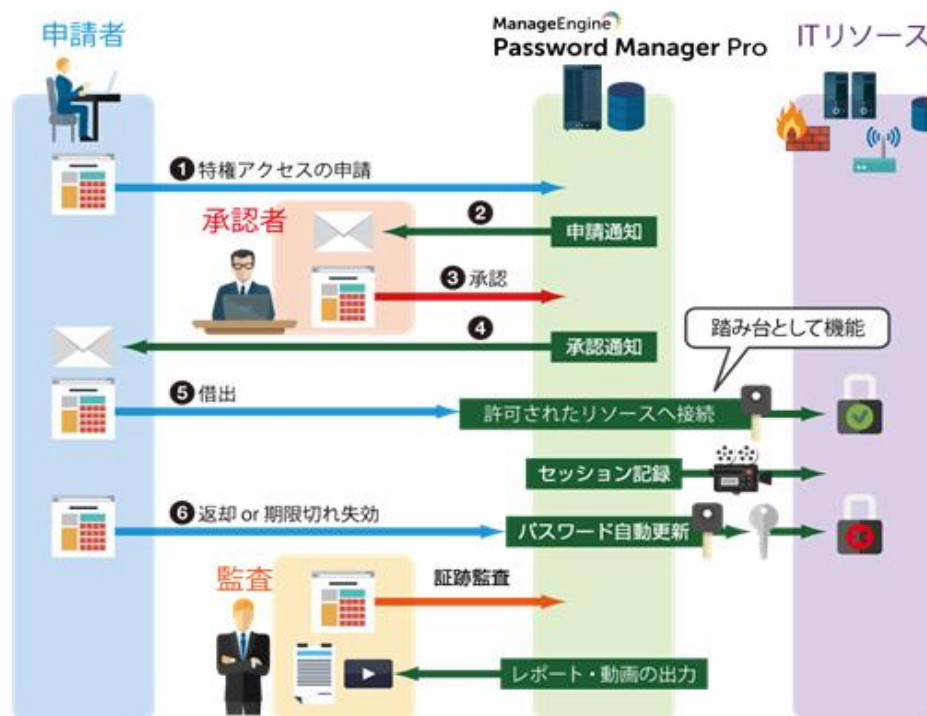 申請者
ManageEngine
Password Manager Pro
ITリソース
❶特権アクセスの申請
承認者
❷
申請通知
❸承認
❹
承認通知
踏み台として機能
❺借出
許可されたリソースへ接続
セッション記録
❻返却 or 期限切れ失効
パスワード自動更新
監査
証跡監査
レポート・動画の出力